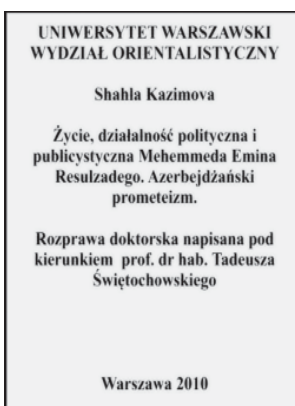 UNIWERSYTET WARSZAWSKI
WYDZIAŁ ORIENTALISTYCZNY
Shahla Kazimova
Życie, działalność polityczna i
publicystyczna Mehemmeda Emina
Resulzadego. Azerbejdżański
prometeizm.
Rozprawa doktorska napisana pod
kierunkiem prof. dr hab. Tadeusza
Świętochowskiego
Warszawa 2010